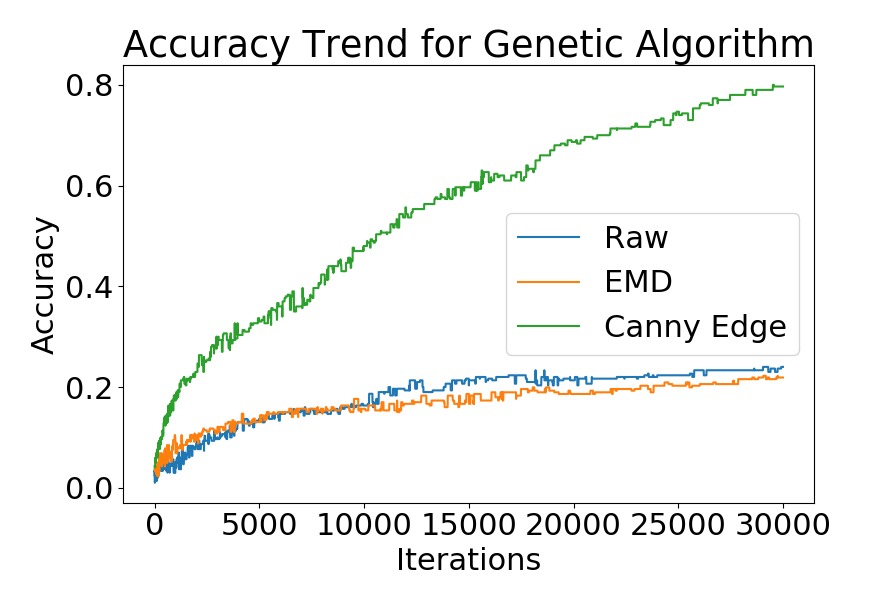 Accuracy Trend for Genetic Algorithm
0.8
0.6
0.4
0.2
0.0
Accuracy
Raw
EMD
Canny Edge
0 5000 10000 15000 20000 25000 30000
Iterations